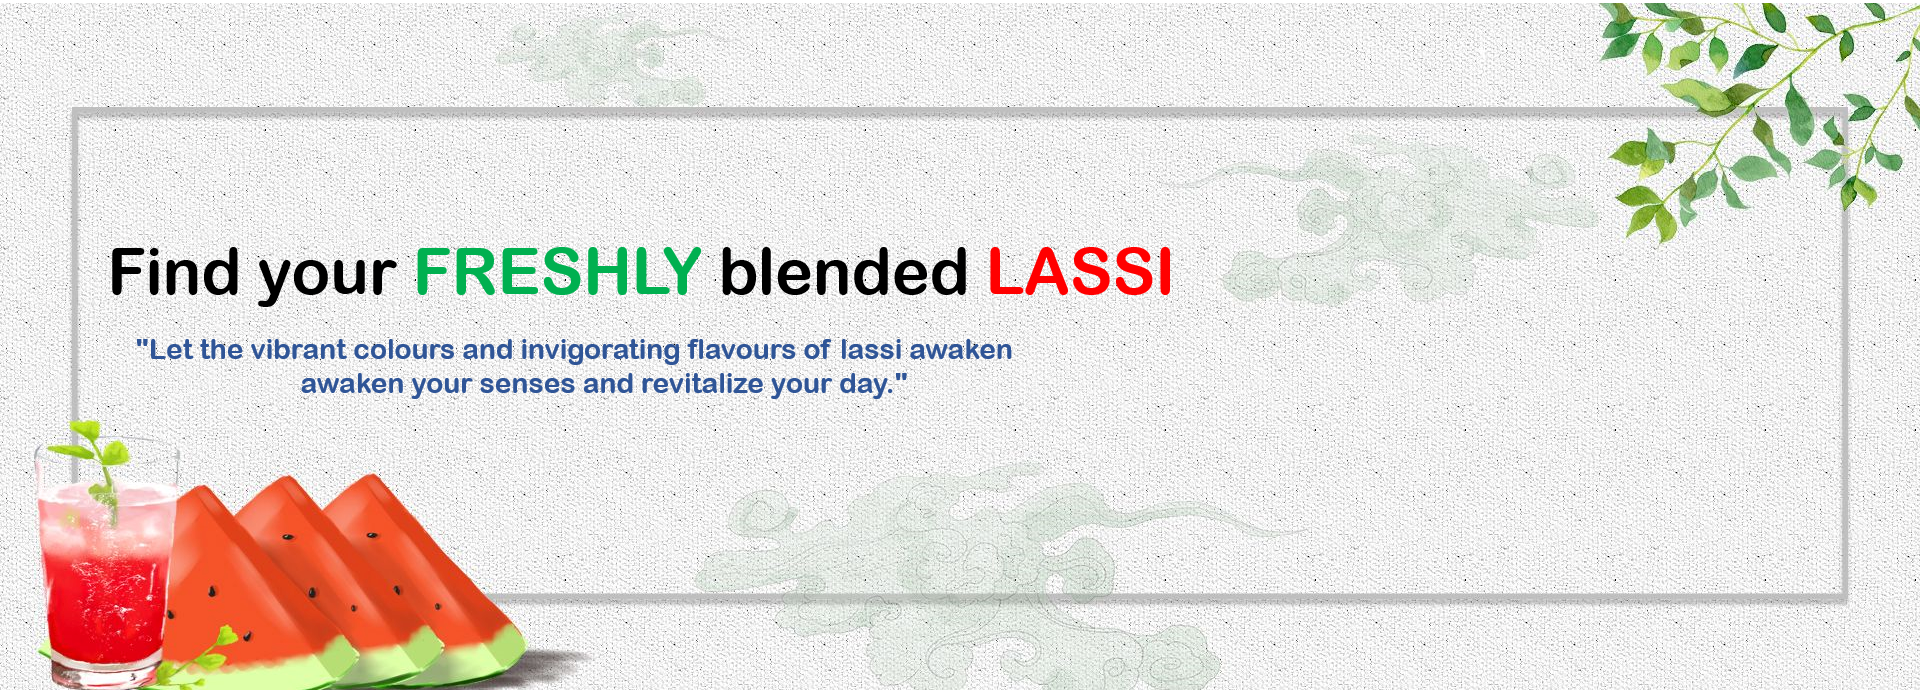 Find your FRESHLY blended LASSI
"Let the vibrant colours and invigorating flavours of lassi awaken
awaken your senses and revitalize your day."